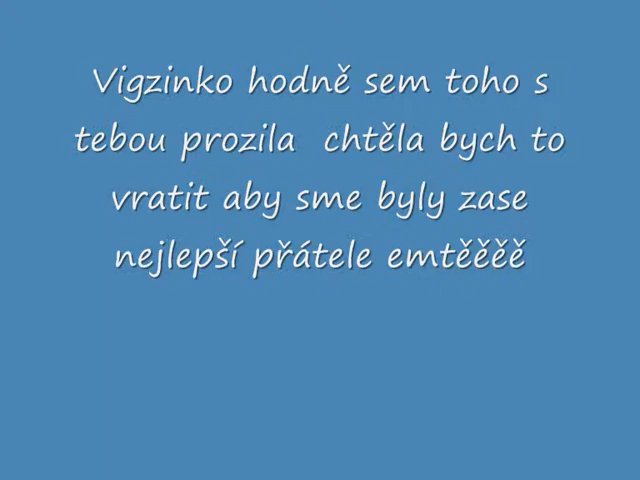 Vigzinko hodně sem toho s
tebou prozila chtěla bych to
vratit aby sme byly zase
nejlepší přátele emtěěěě